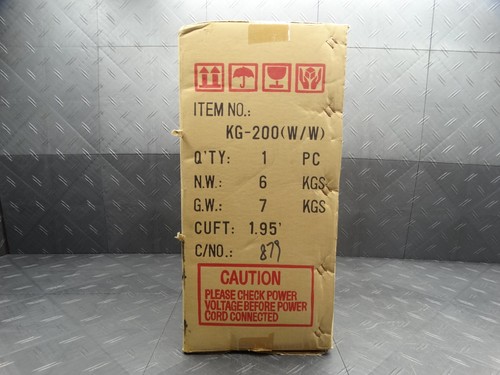 ITEM NO.:
KG-200(W/W)
Q'TY: 1 PC
N.W.: 6 KGS
G.W.: 7 KGS
CUFT: 1.95'
C/NO.: 879
CAUTION
PLEASE CHECK POWER
VOLTAGE BEFORE POWER
CORD CONNECTED